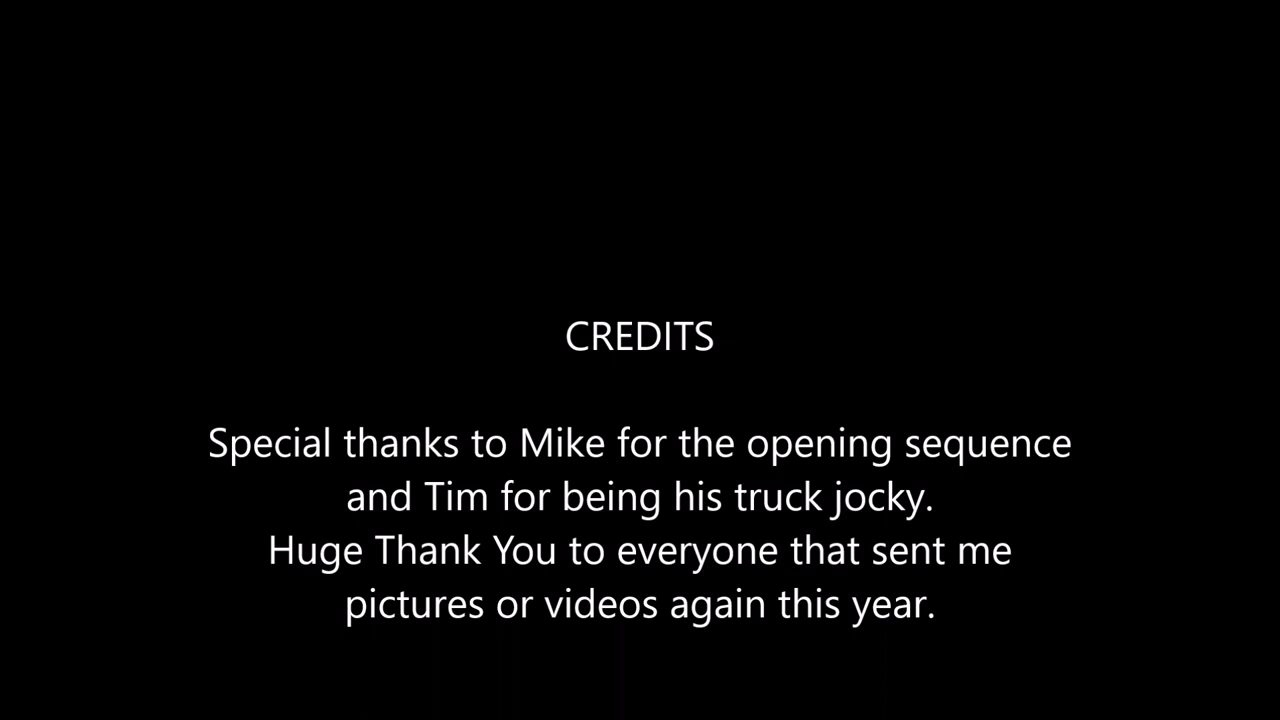 CREDITS
Special thanks to Mike for the opening sequence
and Tim for being his truck jocky.
Huge Thank You to everyone that sent me
pictures or videos again this year.